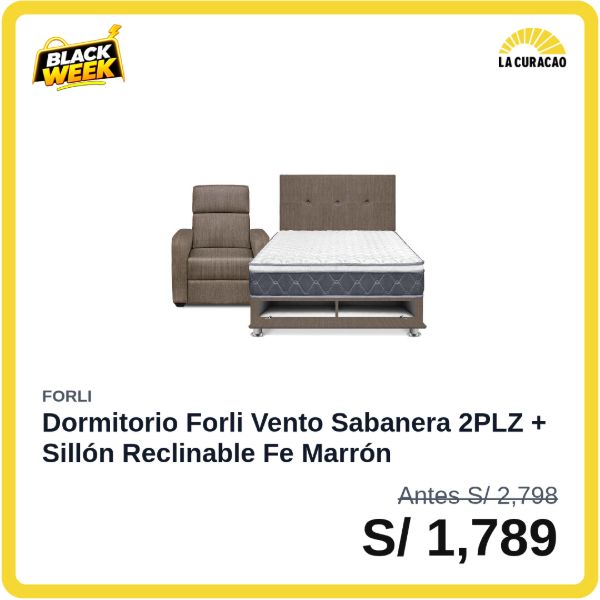 BLACK
WEEK
LA CURACAO
FORLI
Dormitorio Forli Vento Sabanera 2PLZ +
Sillón Reclinable Fe Marrón
Antes S/ 2,798
S/ 1,789